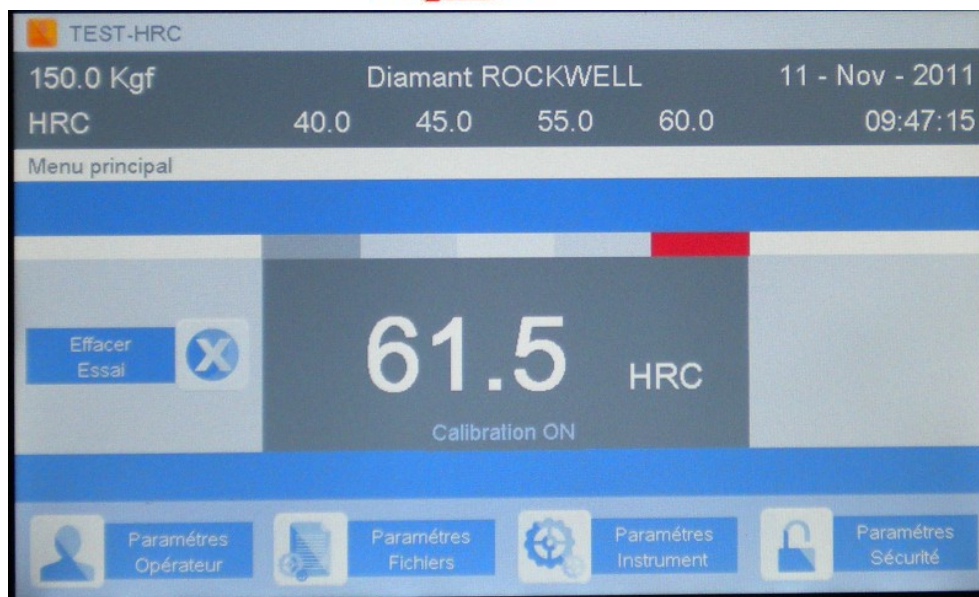 TEST-HRC
150.0 Kgf Diamant ROCKWELL 11 - Nov - 2011
HRC 40.0 45.0 55.0 60.0 09:47:15
Menu principal
Effacer
Essai
61.5 HRC
Calibration ON
Paramétres
Opérateur
Paramétres
Fichiers
Paramétres
Instrument
Paramétres
Sécurité